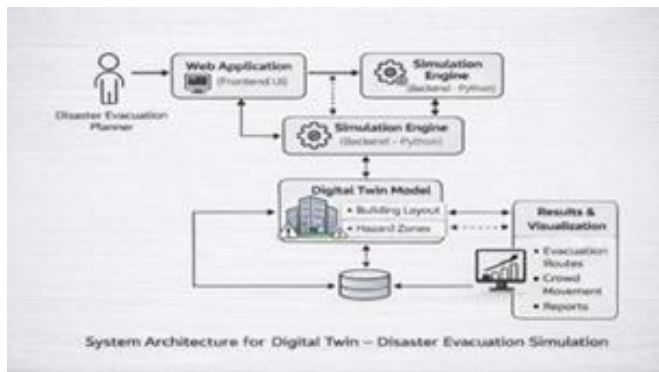 Web Application
(Frontend UI)
Simulation
Engine
(Backend - Python)
Disaster Evacuation
Planner
Simulation Engine
(Backend - Python)
Digital Twin Model
• Building Layout
• Hazard Zones
Results &
Visualization
• Evacuation
Routes
• Crowd
Movement
• Reports
System Architecture for Digital Twin – Disaster Evacuation Simulation